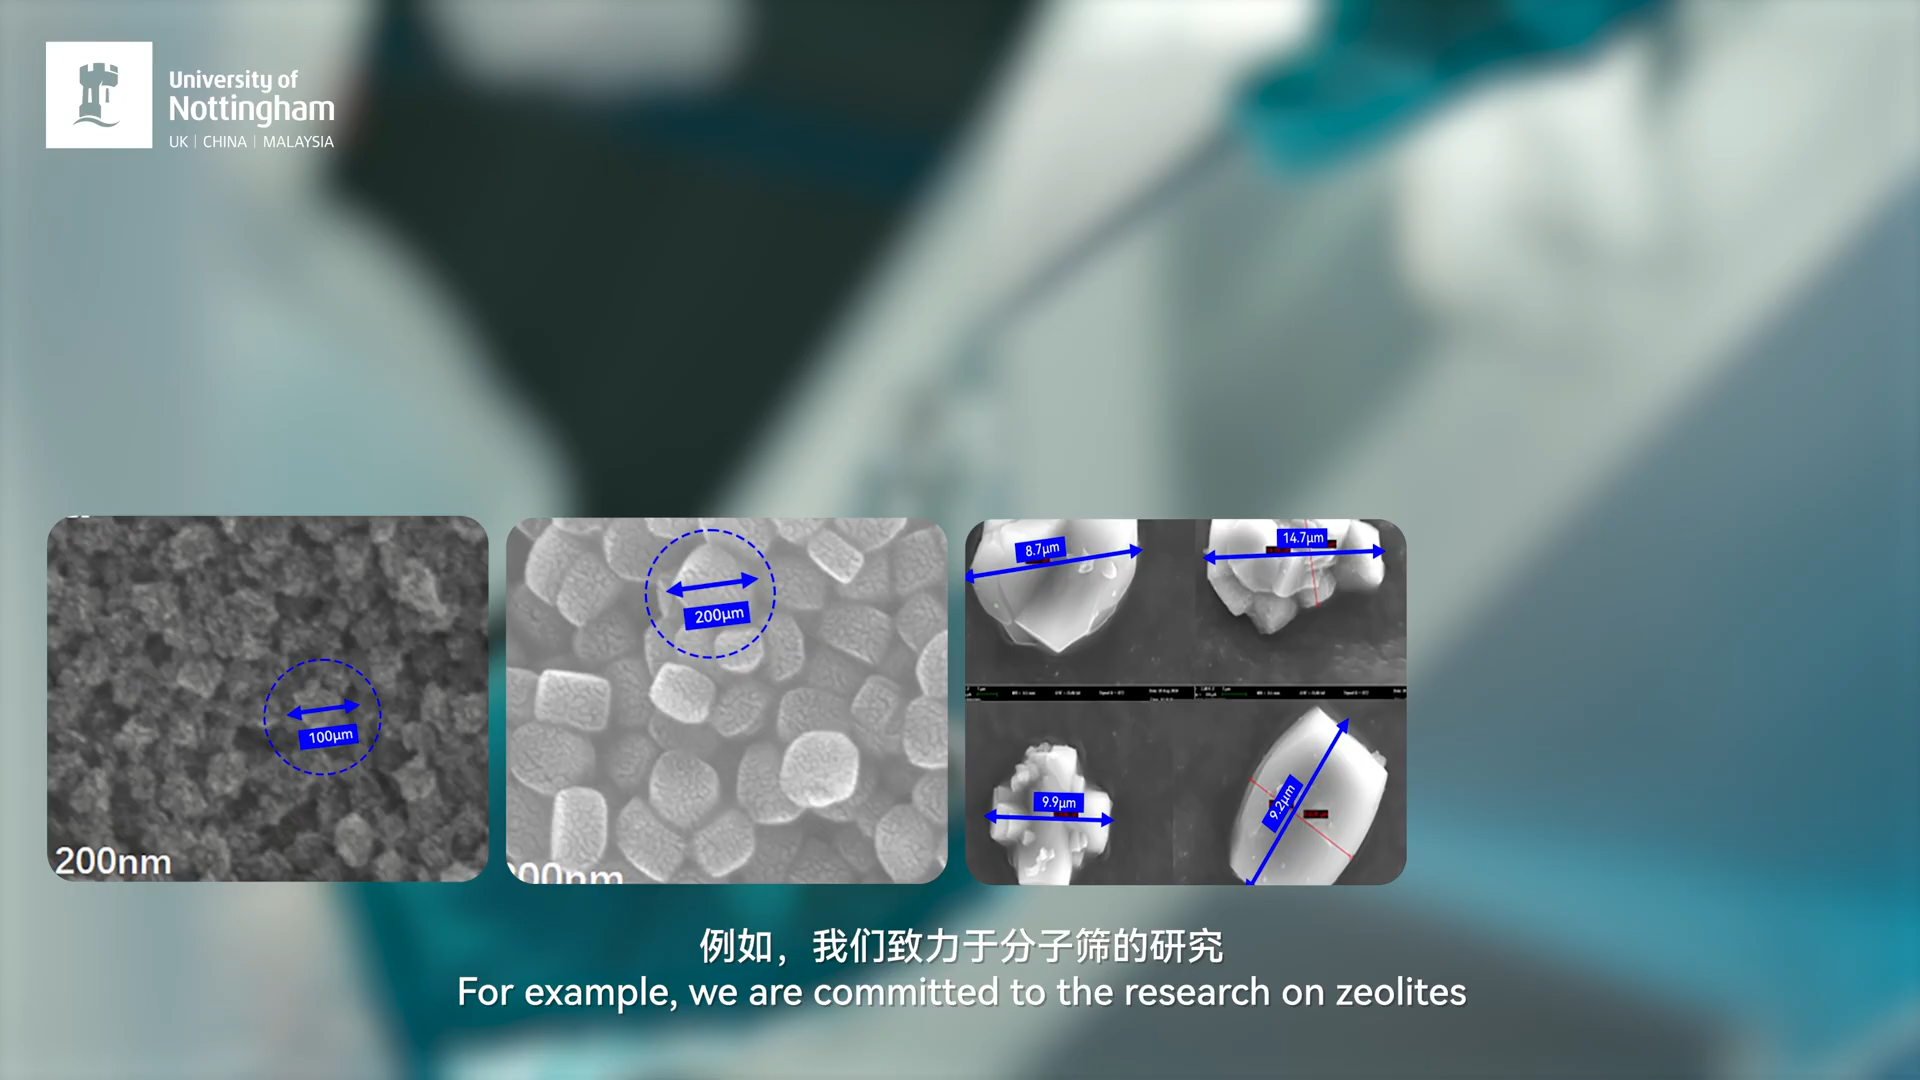 University of
Nottingham
UK | CHINA | MALAYSIA
8.7μm
14.7μm
200μm
100μm
9.9μm
9.2μm
200nm
00nm
例如，我们致力于分子筛的研究
For example, we are committed to the research on zeolites